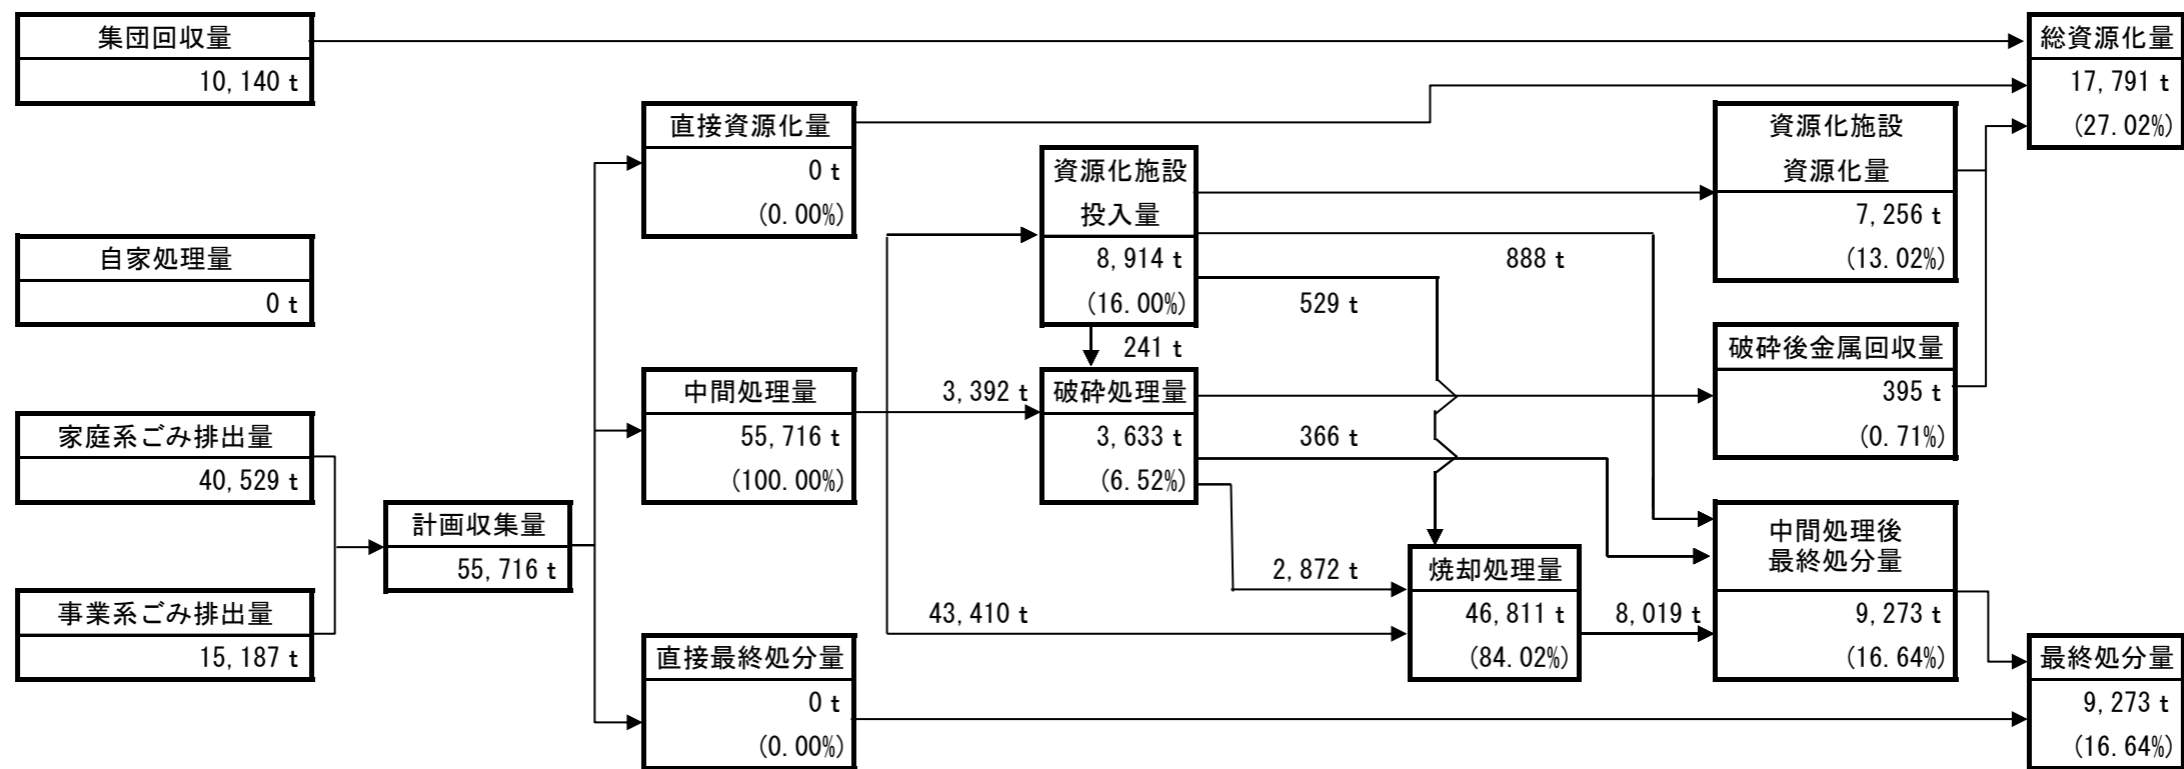 集団回収量
10,140 t
自家処理量
0 t
家庭系ごみ排出量
40,529 t
事業系ごみ排出量
15,187 t
計画収集量
55,716 t
直接資源化量
0 t
(0.00%)
中間処理量
55,716 t
(100.00%)
直接最終処分量
0 t
(0.00%)
3,392 t
43,410 t
資源化施設
投入量
8,914 t
(16.00%)
241 t
破砕処理量
3,633 t
(6.52%)
888 t
529 t
366 t
2,872 t
焼却処理量
46,811 t
(84.02%)
8,019 t
資源化施設
資源化量
7,256 t
(13.02%)
破砕後金属回収量
395 t
(0.71%)
中間処理後
最終処分量
9,273 t
(16.64%)
総資源化量
17,791 t
(27.02%)
最終処分量
9,273 t
(16.64%)